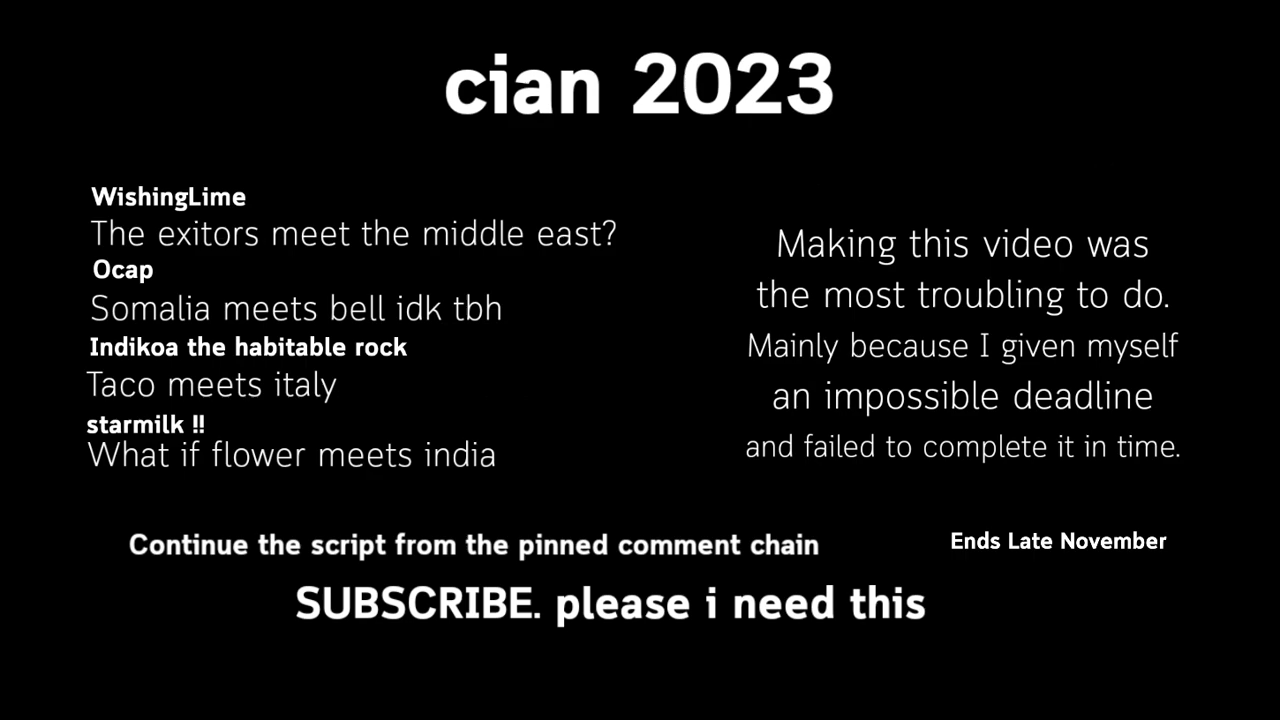 cian 2023
WishingLime
The exitors meet the middle east?
Ocap
Somalia meets bell idk tbh
Indikoa the habitable rock
Taco meets italy
starmilk !!
What if flower meets india
Making this video was
the most troubling to do.
Mainly because I given myself
an impossible deadline
and failed to complete it in time.
Continue the script from the pinned comment chain
Ends Late November
SUBSCRIBE. please i need this